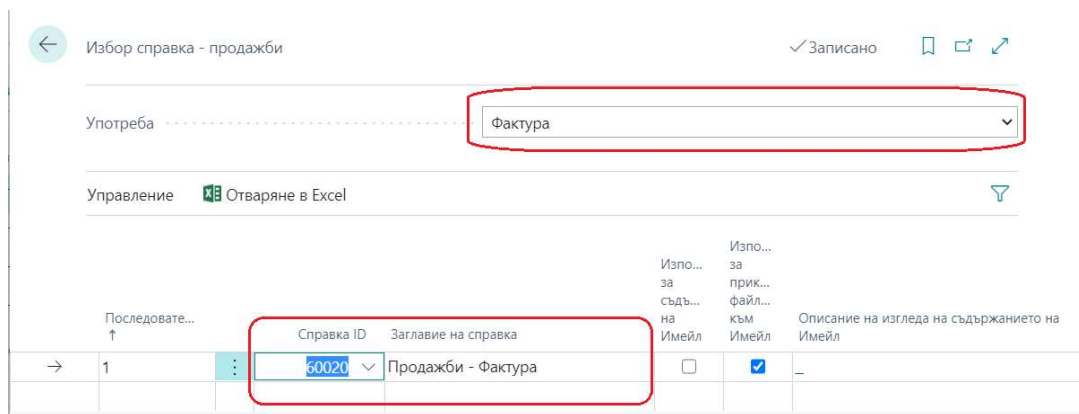 Избор справка - продажби
Записано
Употреба
Фактура
Управление
Отваряне в Excel
Последовате...
Справка ID
Заглавие на справка
Изпо...
за
съдъ...
на
Имейл
Изпо...
за
прик...
файл...
към
Имейл
Описание на изгледа на съдържанието на
Имейл
1
60020
Продажби - Фактура
_